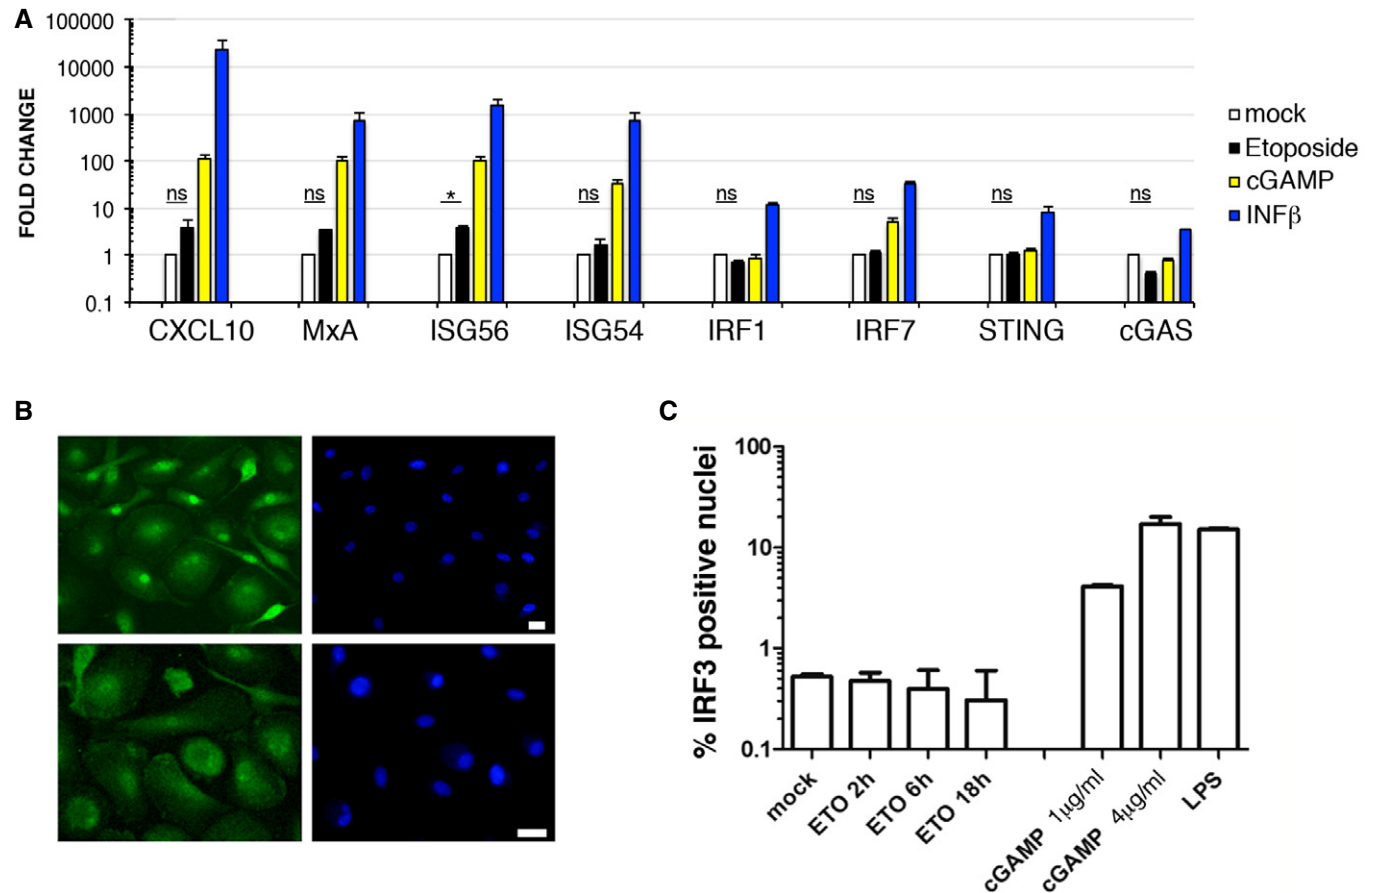 A
FOLD CHANGE
100000
10000
1000
100
10
1
0.1
ns
ns
*
ns
ns
ns
ns
ns
CXCL10 MxA ISG56 ISG54 IRF1 IRF7 STING cGAS
mock
Etoposide
cGAMP
INFβ
B
C
% IRF3 positive nuclei
100
10
1
0.1
mock
ETO 2h
ETO 6h
ETO 18h
cGAMP 1µg/ml
cGAMP 4µg/ml
LPS